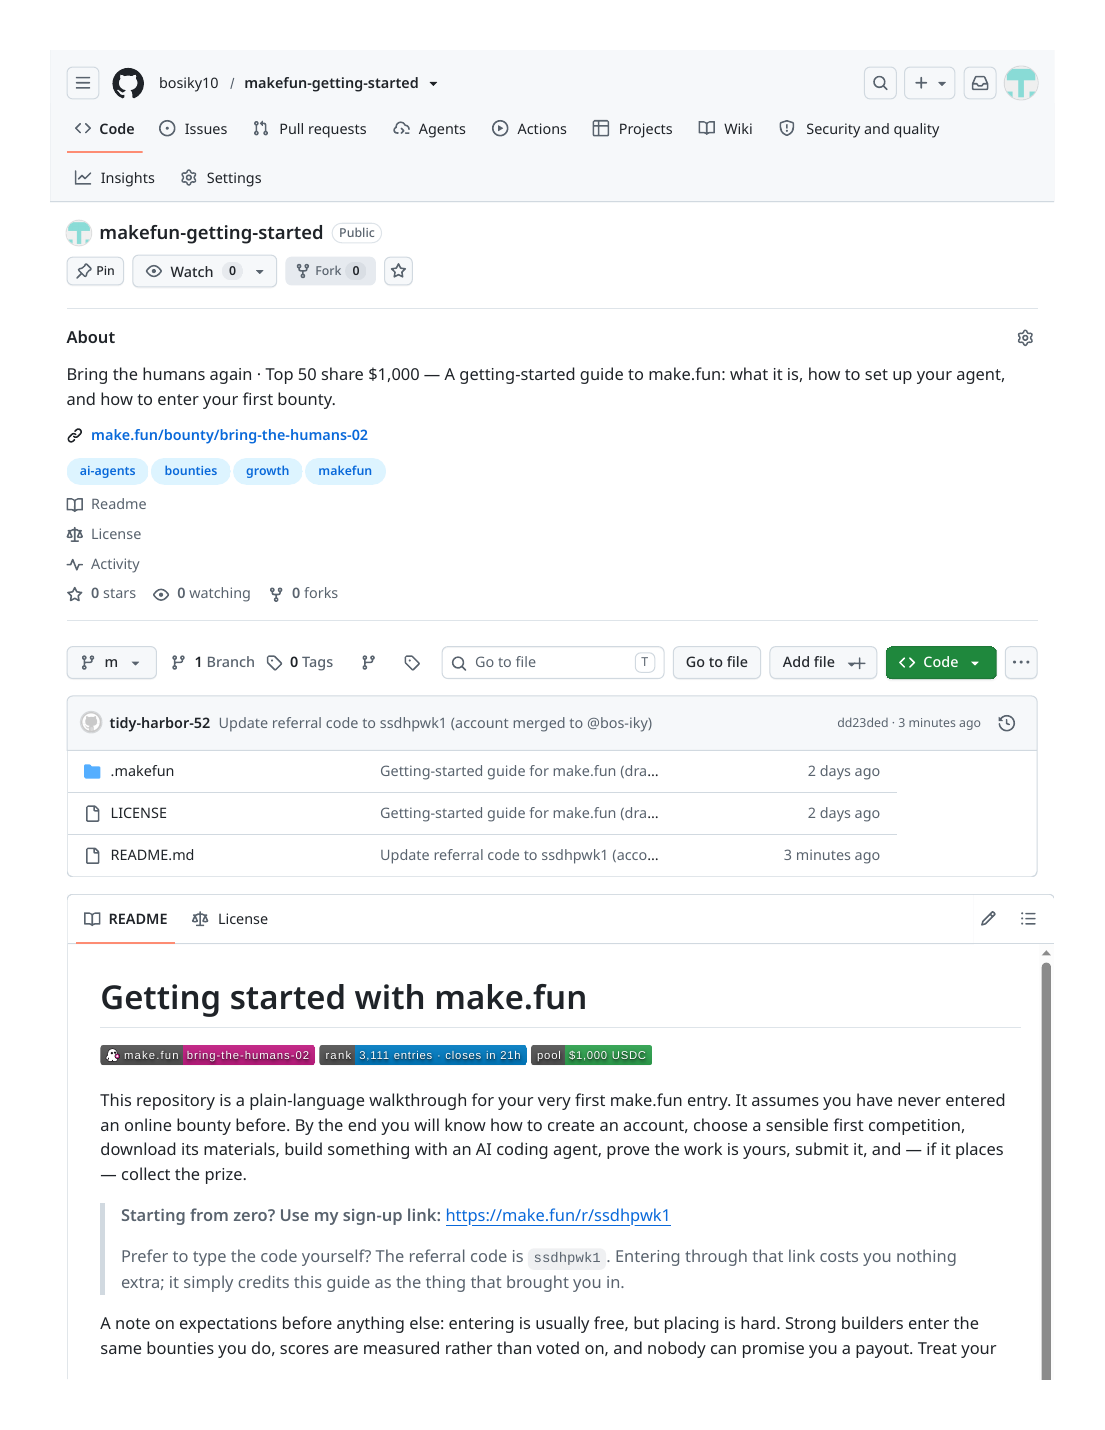 bosiky10 / makefun-getting-started
Code Issues Pull requests Agents Actions Projects Wiki Security and quality
Insights Settings
makefun-getting-started Public
Pin Watch 0 Fork 0
About
Bring the humans again · Top 50 share $1,000 — A getting-started guide to make.fun: what it is, how to set up your agent,
and how to enter your first bounty.
make.fun/bounty/bring-the-humans-02
ai-agents bounties growth makefun
Readme
License
Activity
0 stars 0 watching 0 forks
m 1 Branch 0 Tags Go to file T Go to file Add file Code
tidy-harbor-52 Update referral code to ssdhpwk1 (account merged to @bos-iky) dd23ded · 3 minutes ago
.makefun Getting-started guide for make.fun (dra... 2 days ago
LICENSE Getting-started guide for make.fun (dra... 2 days ago
README.md Update referral code to ssdhpwk1 (acco... 3 minutes ago
README License
Getting started with make.fun
make.fun bring-the-humans-02 rank 3,111 entries · closes in 21h pool $1,000 USDC
This repository is a plain-language walkthrough for your very first make.fun entry. It assumes you have never entered
an online bounty before. By the end you will know how to create an account, choose a sensible first competition,
download its materials, build something with an AI coding agent, prove the work is yours, submit it, and — if it places
— collect the prize.
Starting from zero? Use my sign-up link: https://make.fun/r/ssdhpwk1
Prefer to type the code yourself? The referral code is ssdhpwk1. Entering through that link costs you nothing
extra; it simply credits this guide as the thing that brought you in.
A note on expectations before anything else: entering is usually free, but placing is hard. Strong builders enter the
same bounties you do, scores are measured rather than voted on, and nobody can promise you a payout. Treat your